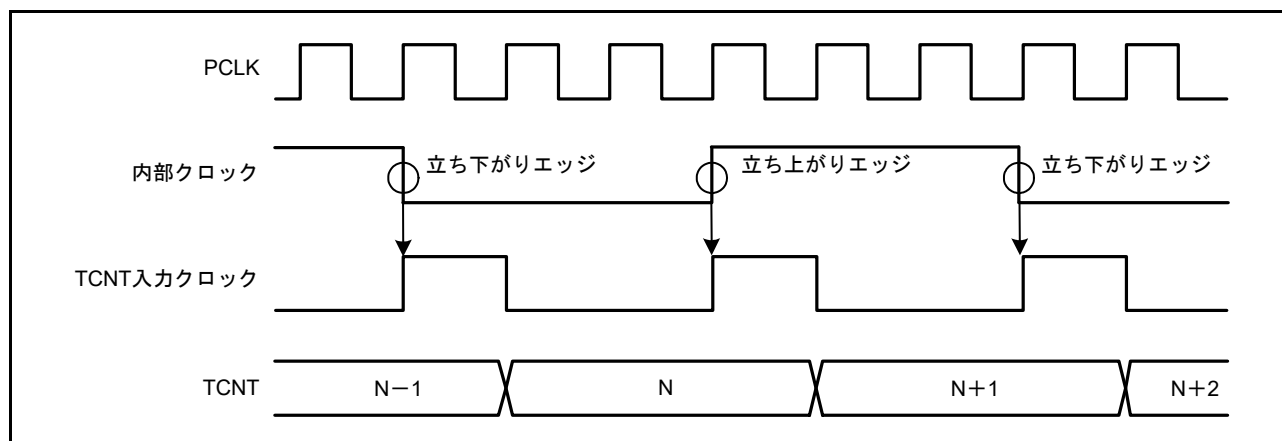 PCLK
内部クロック
立ち下がりエッジ
立ち上がりエッジ
立ち下がりエッジ
TCNT入力クロック
TCNT
N－1
N
N＋1
N＋2